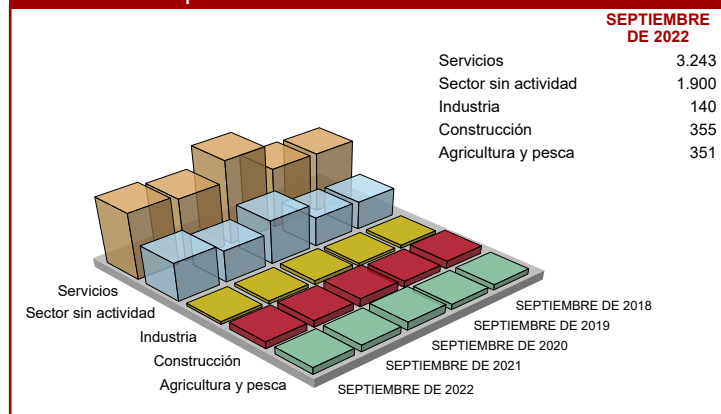 SEPTIEMBRE
DE 2022
Servicios 3.243
Sector sin actividad 1.900
Industria 140
Construcción 355
Agricultura y pesca 351
Servicios
Sector sin actividad
Industria
Construcción
Agricultura y pesca
SEPTIEMBRE DE 2018
SEPTIEMBRE DE 2019
SEPTIEMBRE DE 2020
SEPTIEMBRE DE 2021
SEPTIEMBRE DE 2022